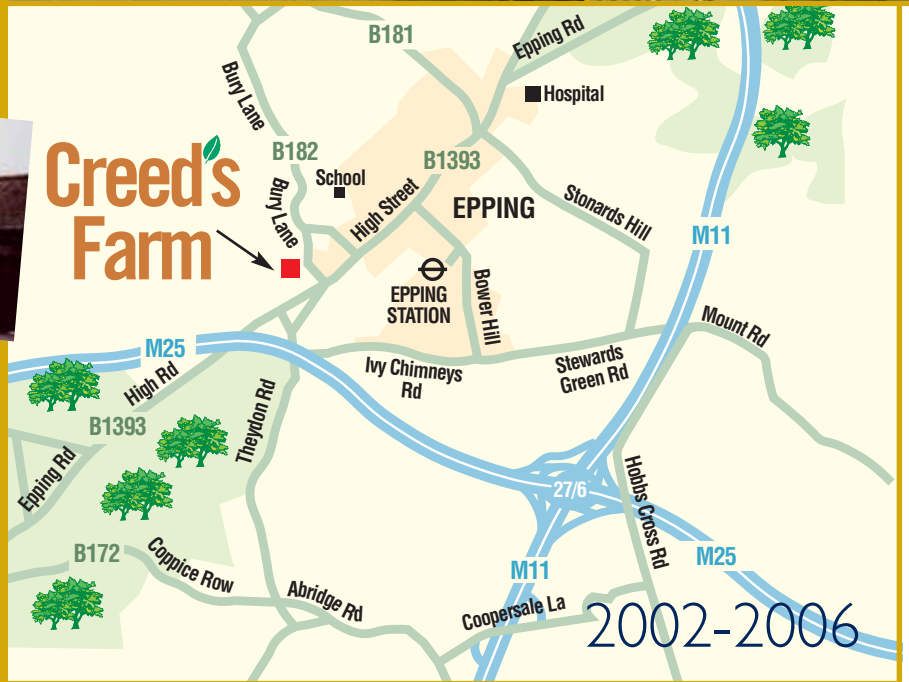 B181
Epping Rd
Bury Lane
Hospital
B182
B1393
Creed's
Farm
School
Bury Lane
High Street
EPPING
Stonards Hill
M11
EPPING
STATION
Bower Hill
Mount Rd
M25
Ivy Chimneys
Rd
Stewards
Green Rd
High Rd
Theydon Rd
B1393
Epping Rd
27/6
Hobbs Cross Rd
B172
Coppice Row
M11
M25
Abridge Rd
Coopersale La
2002-2006